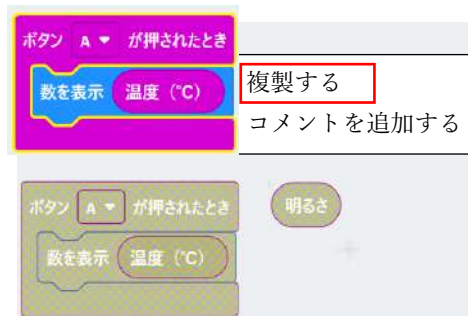 ボタン A が押されたとき
数を表示 温度（℃）
複製する
コメントを追加する
ボタン A が押されたとき 明るさ
数を表示 温度（℃）